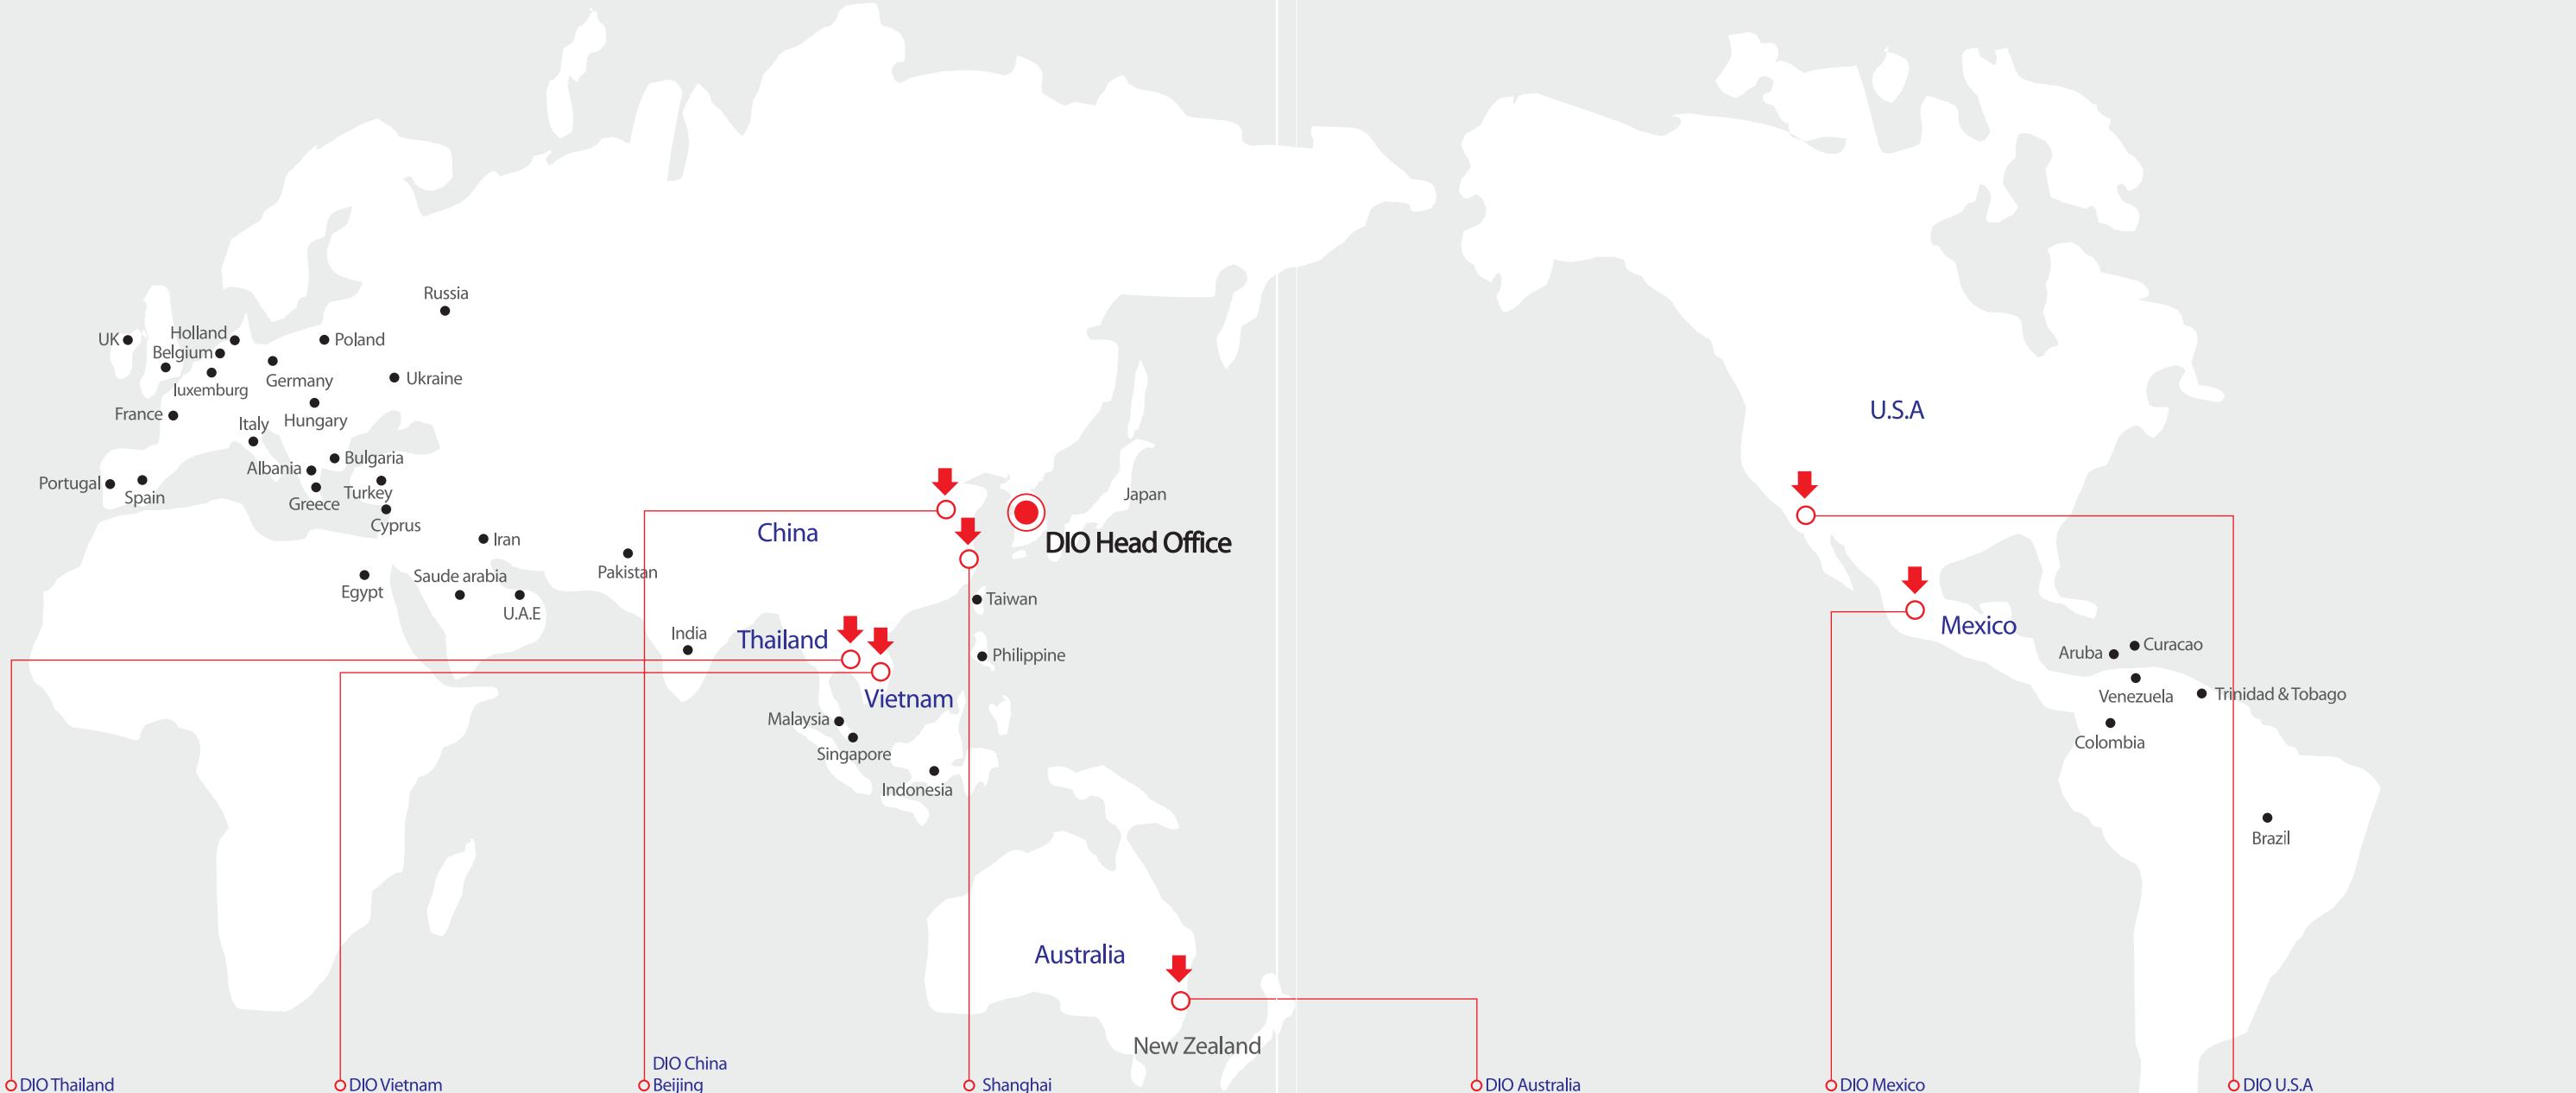 Russia
UK
Holland
Poland
Belgium
Germany
Ukraine
luxemburg
France
Hungary
Italy
U.S.A
Albania
Bulgaria
Portugal
Spain
Greece
Turkey
Japan
Cyprus
China
Iran
DIO Head Office
Pakistan
Saude arabia
Egypt
U.A.E
Taiwan
India
Thailand
Mexico
Philippine
Aruba
Curacao
Vietnam
Venezuela
Trinidad & Tobago
Malaysia
Singapore
Colombia
Indonesia
Brazil
Australia
New Zealand
DIO Thailand
DIO Vietnam
DIO China
Beijing
Shanghai
DIO Australia
DIO Mexico
DIO U.S.A